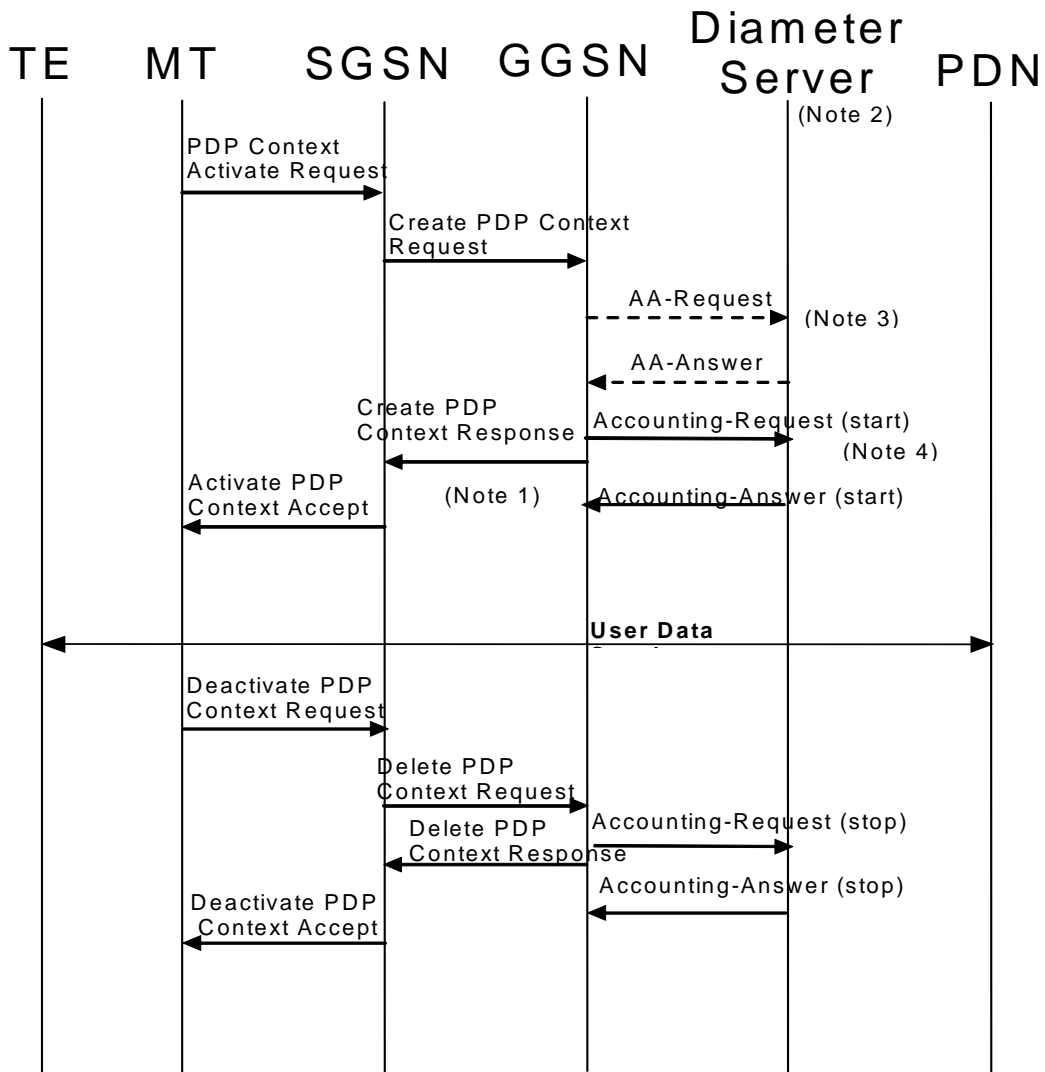 TE
MT
SGSN
GGSN
Diameter
Server
PDN
(Note 2)
PDP Context
Activate Request
Create PDP Context
Request
AA-Request
(Note 3)
AA-Answer
Create PDP
Context Response
Accounting-Request (start)
(Note 4)
Activate PDP
Context Accept
(Note 1)
Accounting-Answer (start)
User Data
Deactivate PDP
Context Request
Delete PDP
Context Request
Accounting-Request (stop)
Delete PDP
Context Response
Accounting-Answer (stop)
Deactivate PDP
Context Accept